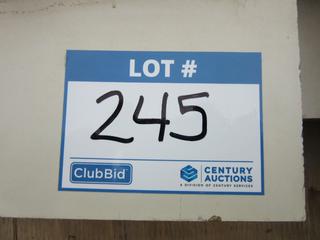 LOT #
245
ClubBid
CENTURY
AUCTIONS
A DIVISION OF CENTURY SERVICES